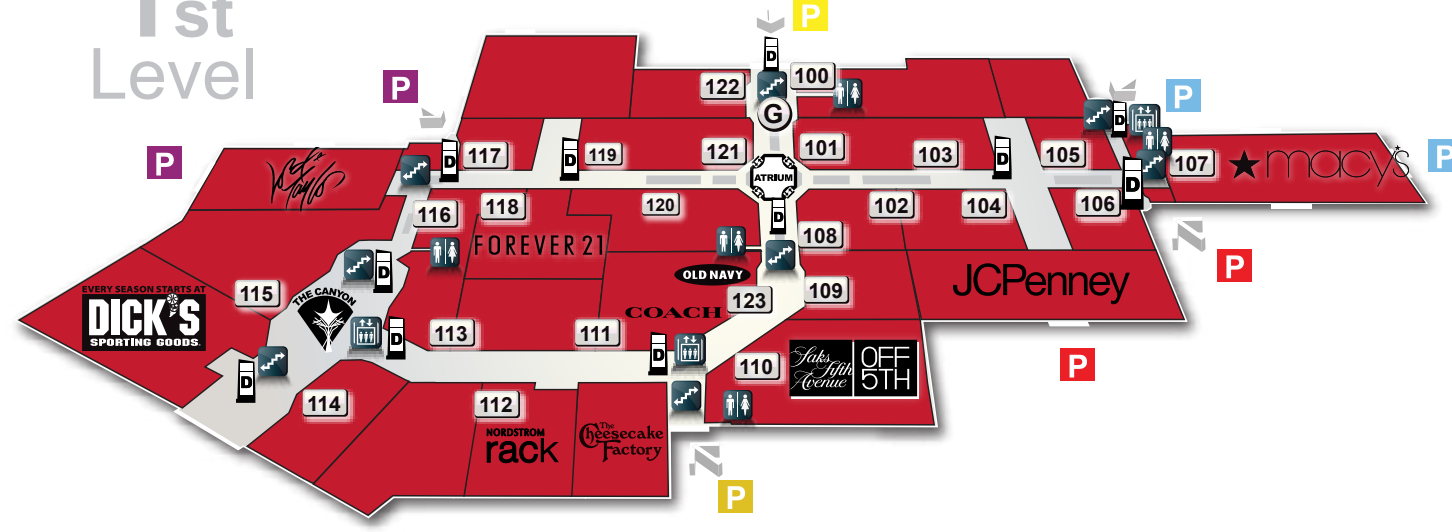 1st
Level
P
P
P
P
P
P
P
P
D
122
100
G
D
117
D
119
121
101
103
D
105
D
107
macy's
Lord & Taylor
ATRIUM
D
116
118
120
D
102
104
106
108
FOREVER 21
OLD NAVY
JCPenney
EVERY SEASON STARTS AT
DICK'S
SPORTING GOODS.
115
THE CANYON
D
123
109
COACH
113
111
D
D
110
Saks
Fifth
Avenue
OFF
5TH
D
114
112
NORDSTROM
rack
The
Cheesecake
Factory